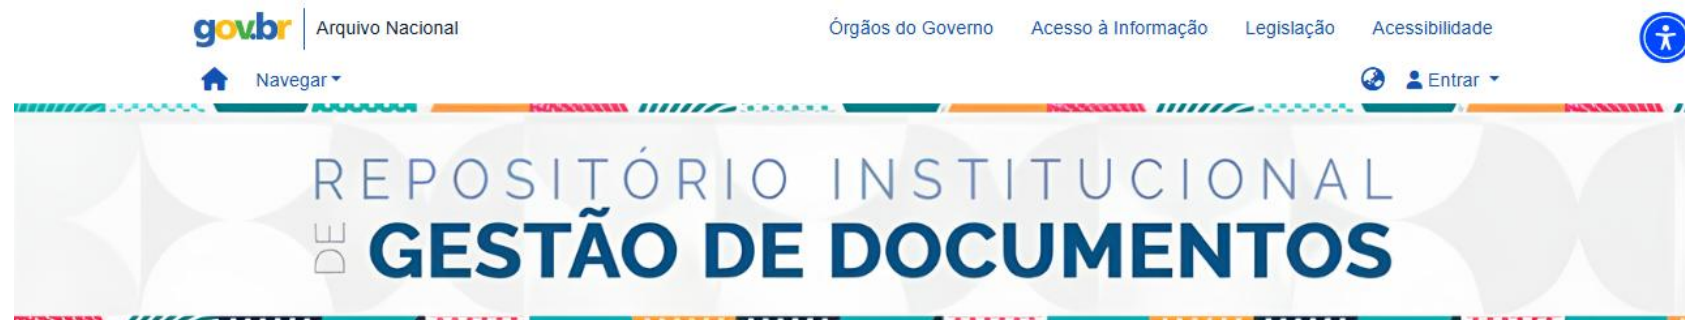 gov.br Arquivo Nacional Órgãos do Governo Acesso à Informação Legislação Acessibilidade
Navegar Entrar
REPOSITÓRIO INSTITUCIONAL
DE GESTÃO DE DOCUMENTOS